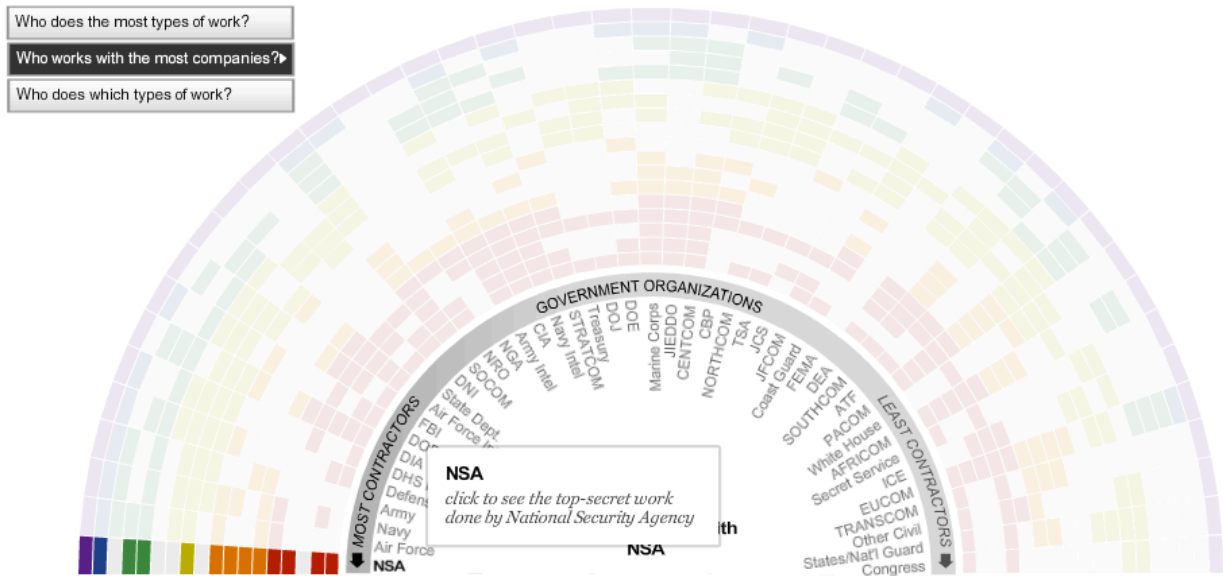 Who does the most types of work?
Who works with the most companies?
Who does which types of work?
GOVERNMENT ORGANIZATIONS
MOST CONTRACTORS
LEAST CONTRACTORS
NSA
Air Force
Navy
Army
Defens
DHS
DIA
FBI
Air Force
State Dept.
DNI
SOCOM
NRO
NGA
Army Intel
CIA
Navy Intel
STRATCOM
Treasury
DOJ
DOE
Marine Corps
JIEDDO
CENTCOM
CBP
NORTHCOM
TSA
JCS
JFCOM
Coast Guard
FEMA
DEA
SOUTHCOM
ATF
PACOM
White House
AFRICOM
Secret Service
ICE
EUCOM
TRANSCOM
Other Civil
States/Nat'l Guard
Congress
NSA
click to see the top-secret work
done by National Security Agency
ith
NSA